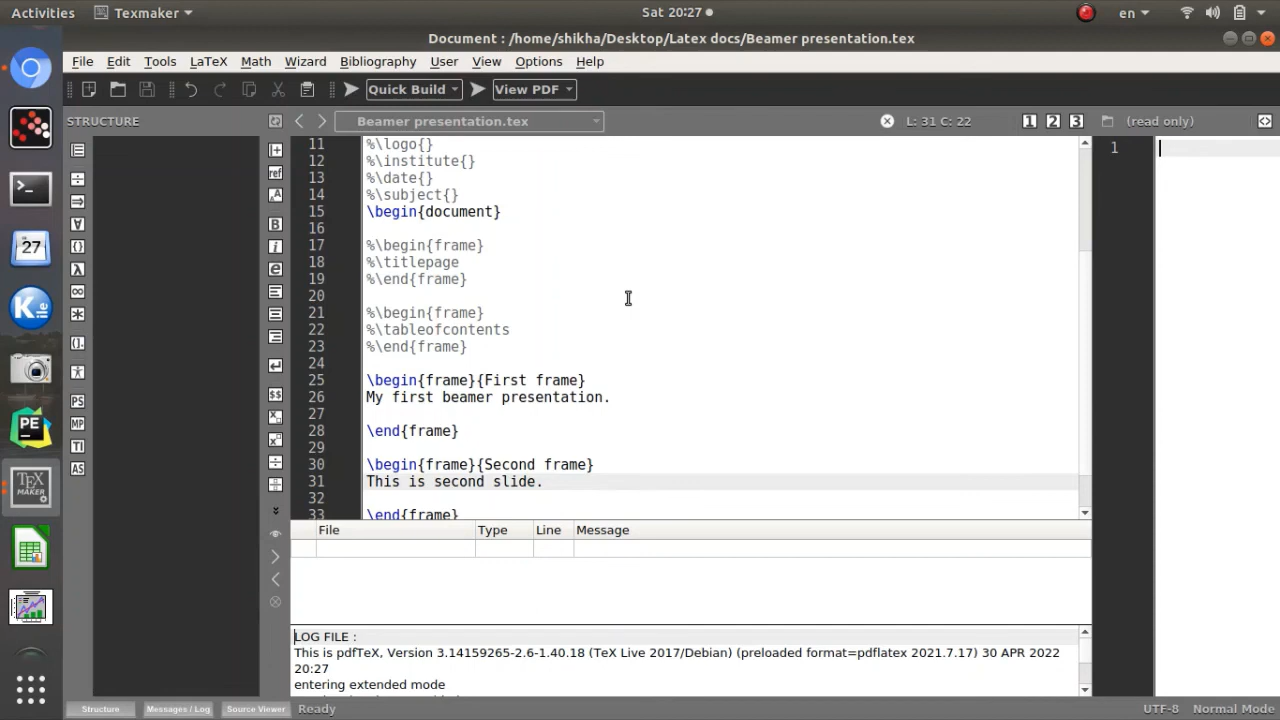 Activities Texmaker Sat 20:27 en
Document : /home/shikha/Desktop/Latex docs/Beamer presentation.tex
File Edit Tools LaTeX Math Wizard Bibliography User View Options Help
Quick Build View PDF
STRUCTURE Beamer presentation.tex L: 31 C: 22 1 2 3 (read only)
11 %\logo{}
12 %\institute{}
13 %\date{}
14 %\subject{}
15 \begin{document}
16
17 %\begin{frame}
18 %\titlepage
19 %\end{frame}
20
21 %\begin{frame}
22 %\tableofcontents
23 %\end{frame}
24
25 \begin{frame}{First frame}
26 My first beamer presentation.
27
28 \end{frame}
29
30 \begin{frame}{Second frame}
31 This is second slide.
32
33 \end{frame}
1
File Type Line Message
LOG FILE :
This is pdfTeX, Version 3.14159265-2.6-1.40.18 (TeX Live 2017/Debian) (preloaded format=pdflatex 2021.7.17) 30 APR 2022
20:27
entering extended mode
Structure Messages / Log Source Viewer Ready UTF-8 Normal Mode